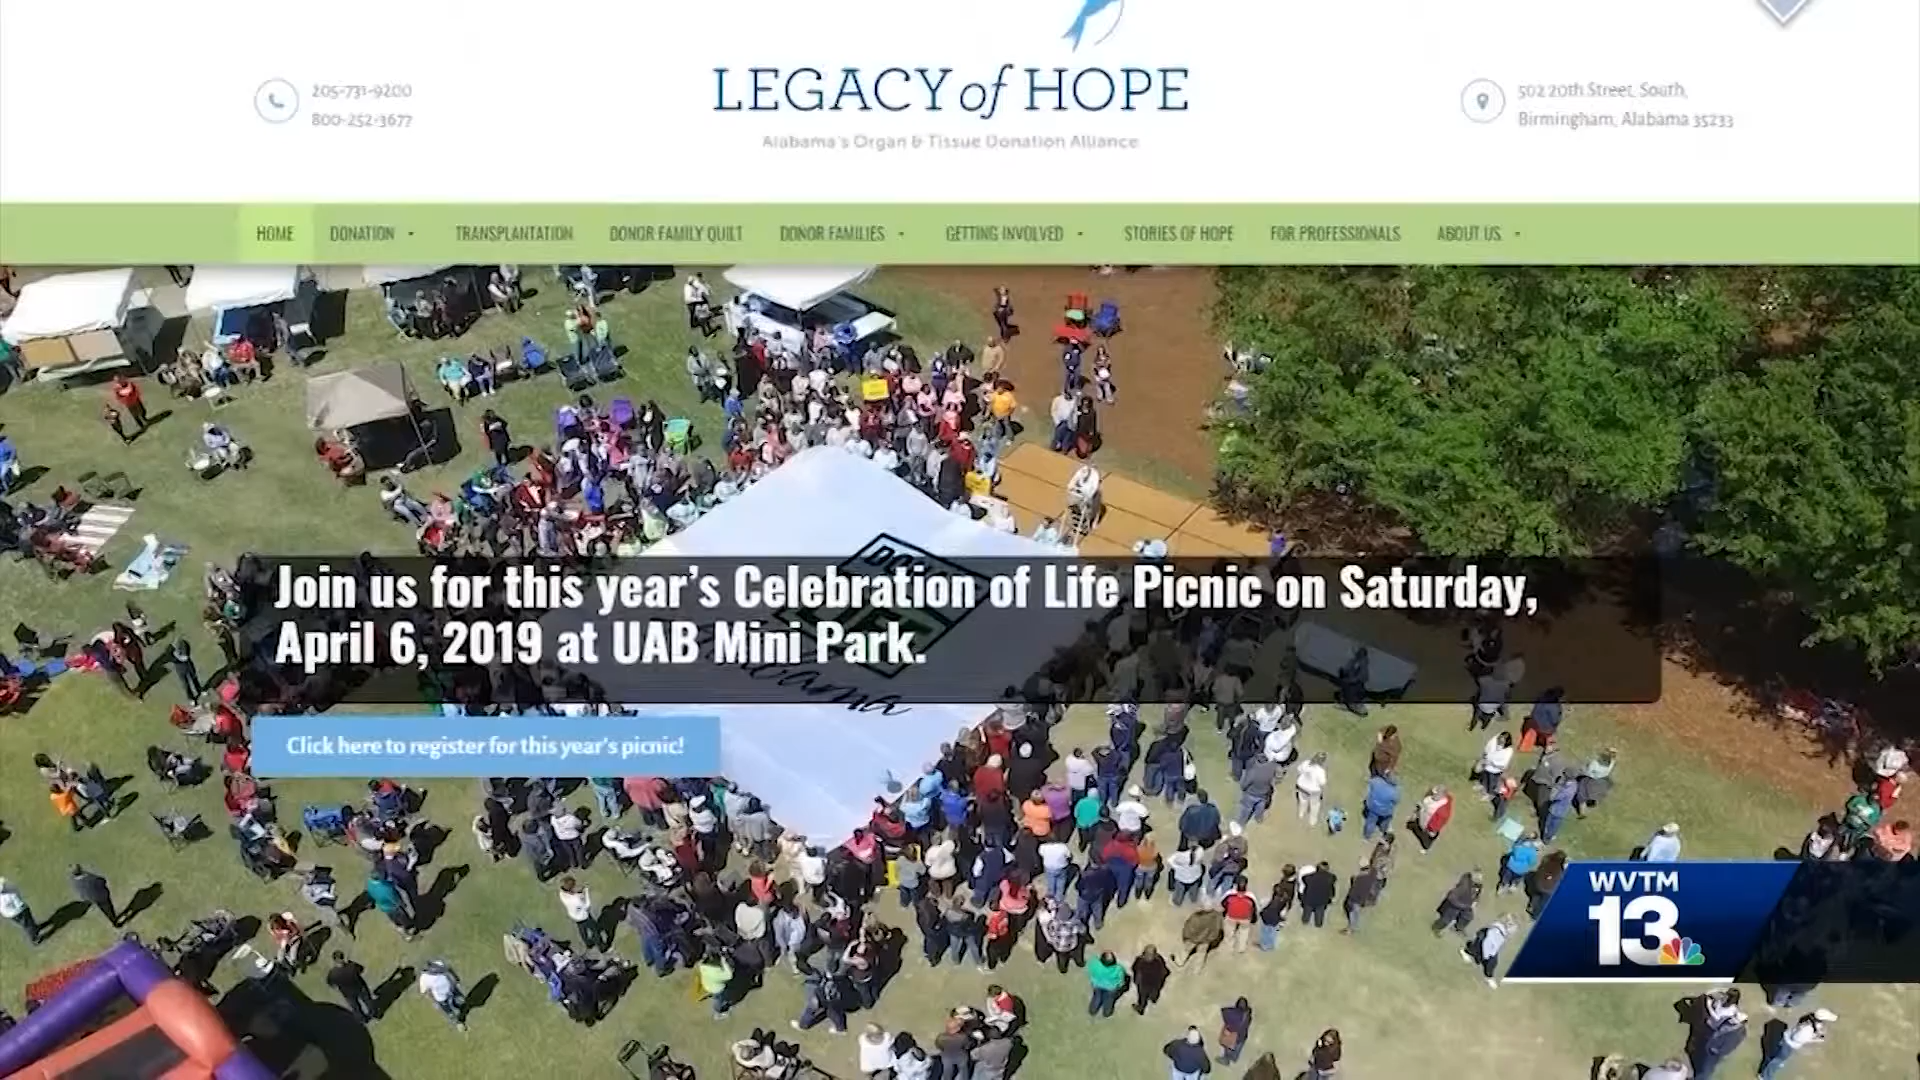 205-731-9200
800-252-3677
LEGACY of HOPE
Alabama's Organ & Tissue Donation Alliance
502 20th Street, South,
Birmingham, Alabama 35233
HOME DONATION TRANSPLANTATION DONOR FAMILY QUILT DONOR FAMILIES GETTING INVOLVED STORIES OF HOPE FOR PROFESSIONALS ABOUT US
Join us for this year's Celebration of Life Picnic on Saturday,
April 6, 2019 at UAB Mini Park.
Click here to register for this year's picnic!
WVTM
13